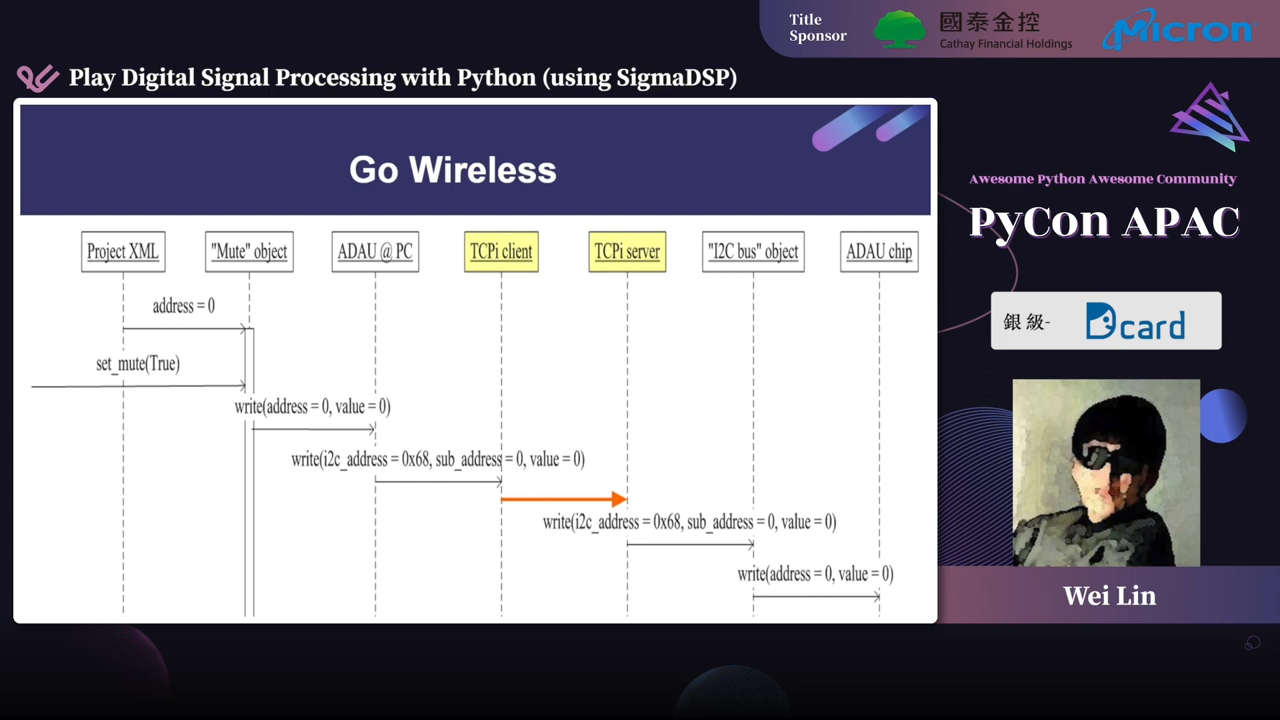 Title
Sponsor
國泰金控
Cathay Financial Holdings
Micron
Play Digital Signal Processing with Python (using SigmaDSP)
Go Wireless
Project XML
"Mute" object
ADAU @ PC
TCPi client
TCPi server
"I2C bus" object
ADAU chip
address = 0
set_mute(True)
write(address = 0, value = 0)
write(i2c_address = 0x68, sub_address = 0, value = 0)
write(i2c_address = 0x68, sub_address = 0, value = 0)
write(address = 0, value = 0)
Awesome Python Awesome Community
PyCon APAC
銀級-
Dcard
Wei Lin